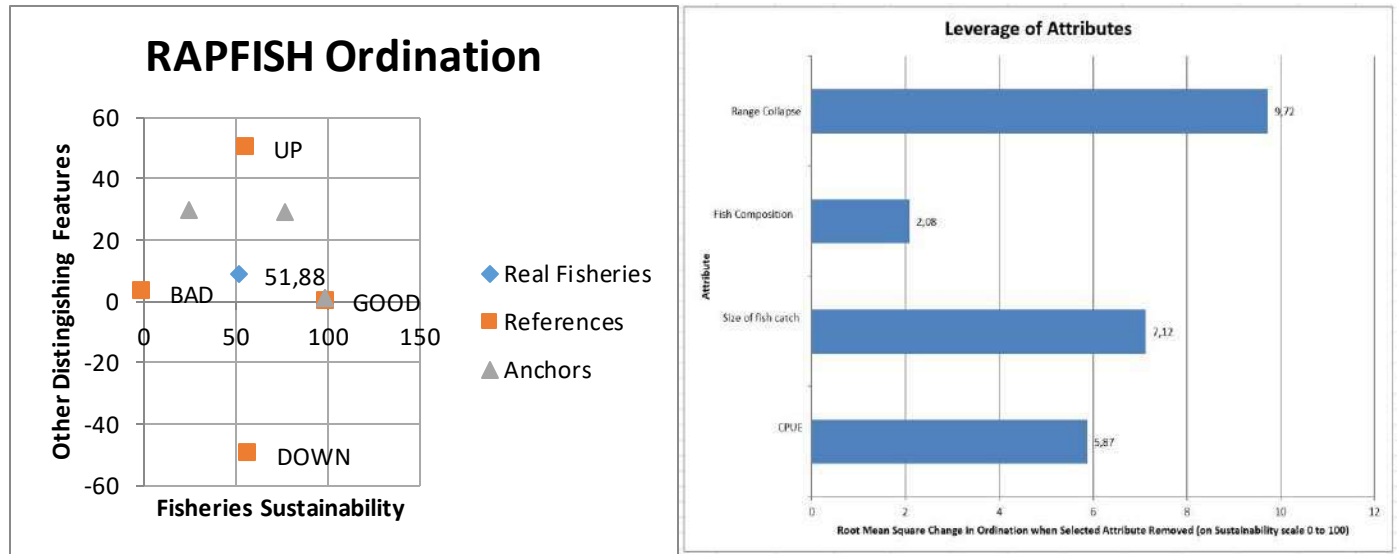 RAPFISH Ordination
Other Distingishing Features
60
40
20
0
-20
-40
-60
UP
BAD
51,88
GOOD
DOWN
0
50
100
150
Fisheries Sustainability
Real Fisheries
References
Anchors
Leverage of Attributes
Attribute
Range Collapse
9,72
Fish Composition
2,08
Size of fish catch
7,12
CPUE
5,87
0
2
4
6
8
10
12
Root Mean Square Change in Ordination when Selected Attribute Removed (on Sustainability scale 0 to 100)